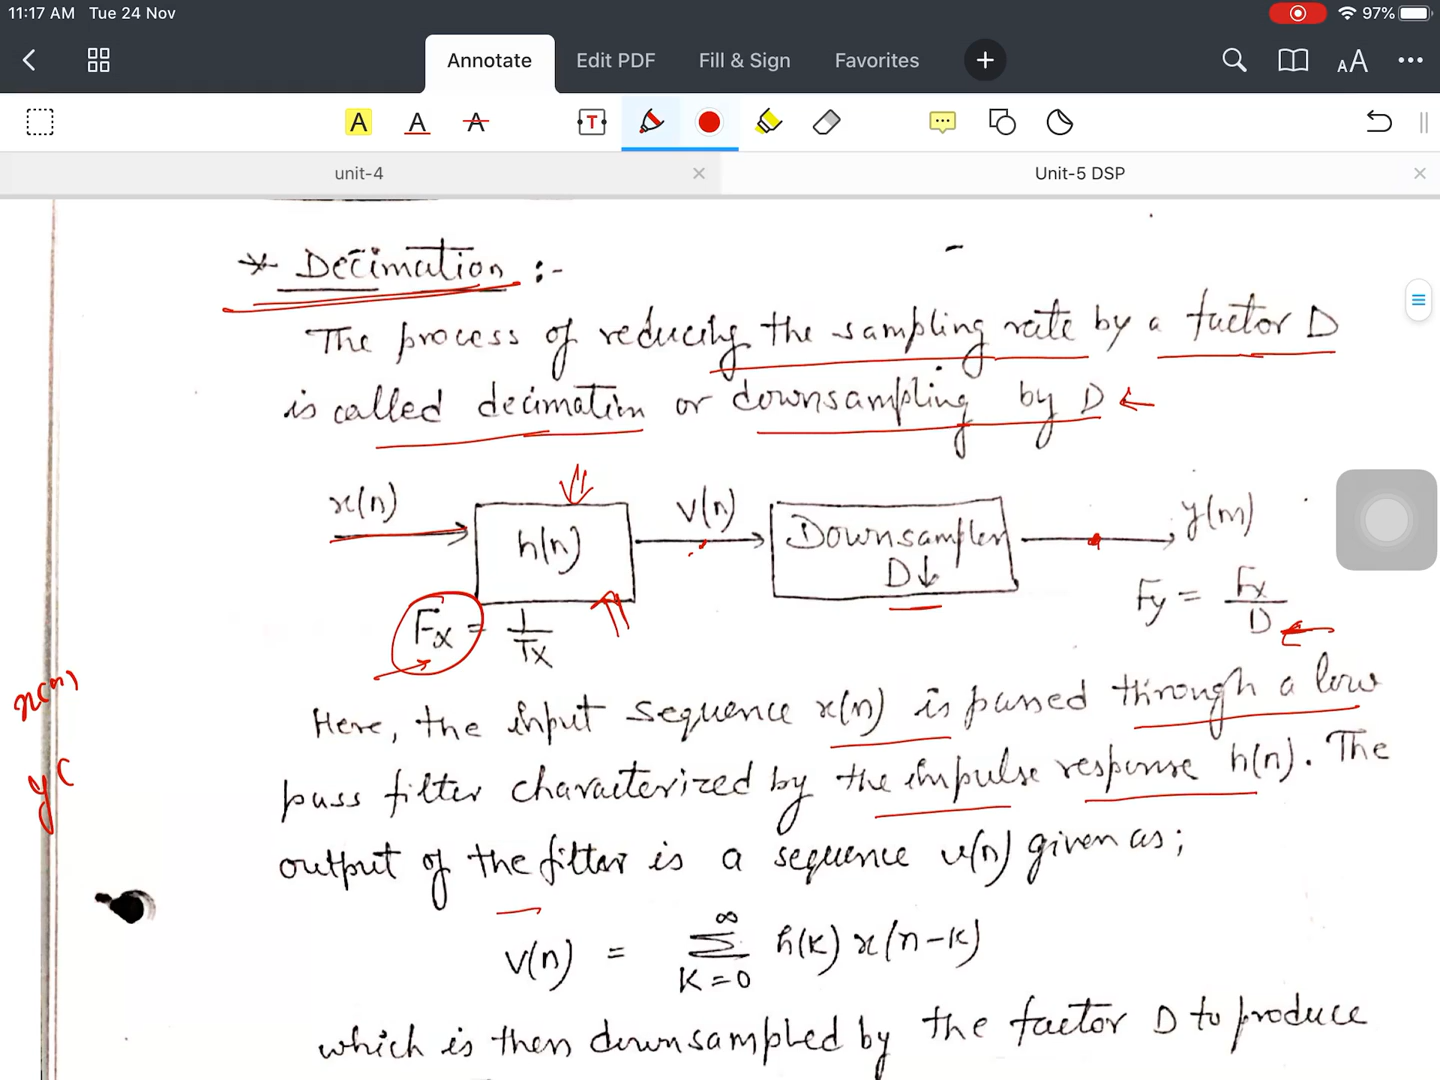 11:17 AM Tue 24 Nov
97%
Annotate Edit PDF Fill & Sign Favorites
unit-4
Unit-5 DSP
* Decimation :-
The process of reducing the sampling rate by a factor D
is called decimation or downsampling by D ←
x(n)
h(n)
v(n)
Downsampler
D↓
y(m)
Fx = 1/Tx
Fy = Fx/D
x(n)
y(
Here, the input sequence x(n) is passed through a low
pass filter characterized by the impulse response h(n). The
output of the filter is a sequence v(n) given as;
v(n) = ∞ Σ K=0 h(k) x(n-k)
which is then downsampled by the factor D to produce